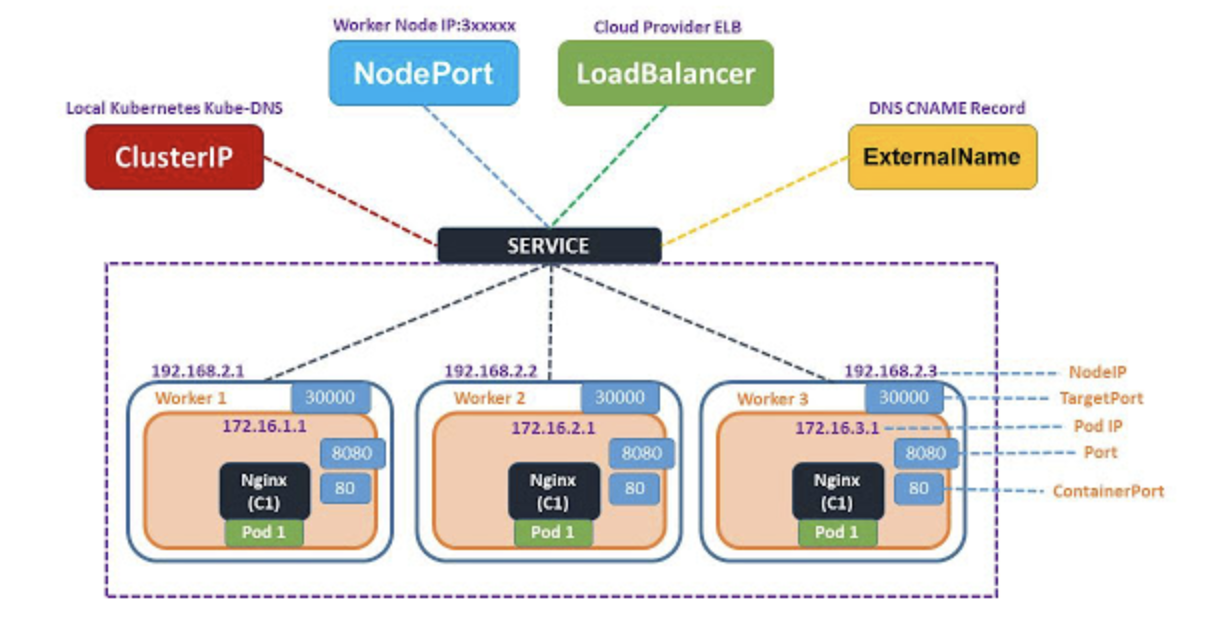 Worker Node IP:3xxxxx
NodePort
Cloud Provider ELB
LoadBalancer
Local Kubernetes Kube-DNS
ClusterIP
DNS CNAME Record
ExternalName
SERVICE
192.168.2.1
Worker 1
30000
172.16.1.1
8080
Nginx
(C1)
80
Pod 1
192.168.2.2
Worker 2
30000
172.16.2.1
8080
Nginx
(C1)
80
Pod 1
192.168.2.3
Worker 3
30000
172.16.3.1
8080
Nginx
(C1)
80
Pod 1
NodeIP
TargetPort
Pod IP
Port
ContainerPort